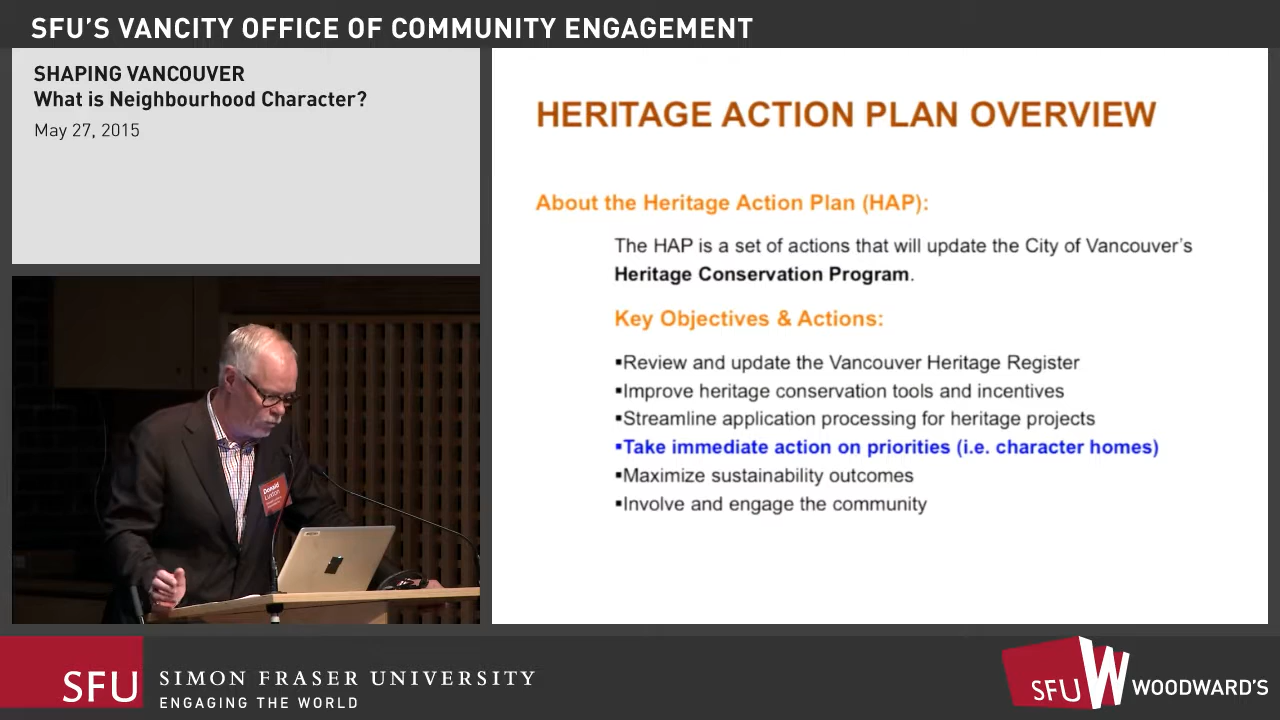 SFU'S VANCITY OFFICE OF COMMUNITY ENGAGEMENT
SHAPING VANCOUVER
What is Neighbourhood Character?
May 27, 2015
HERITAGE ACTION PLAN OVERVIEW
About the Heritage Action Plan (HAP):
The HAP is a set of actions that will update the City of Vancouver's
Heritage Conservation Program.
Key Objectives & Actions:
▪Review and update the Vancouver Heritage Register
▪Improve heritage conservation tools and incentives
▪Streamline application processing for heritage projects
▪Take immediate action on priorities (i.e. character homes)
▪Maximize sustainability outcomes
▪Involve and engage the community
Donald
Luxton
SFU
SIMON FRASER UNIVERSITY
ENGAGING THE WORLD
SFU W WOODWARD'S